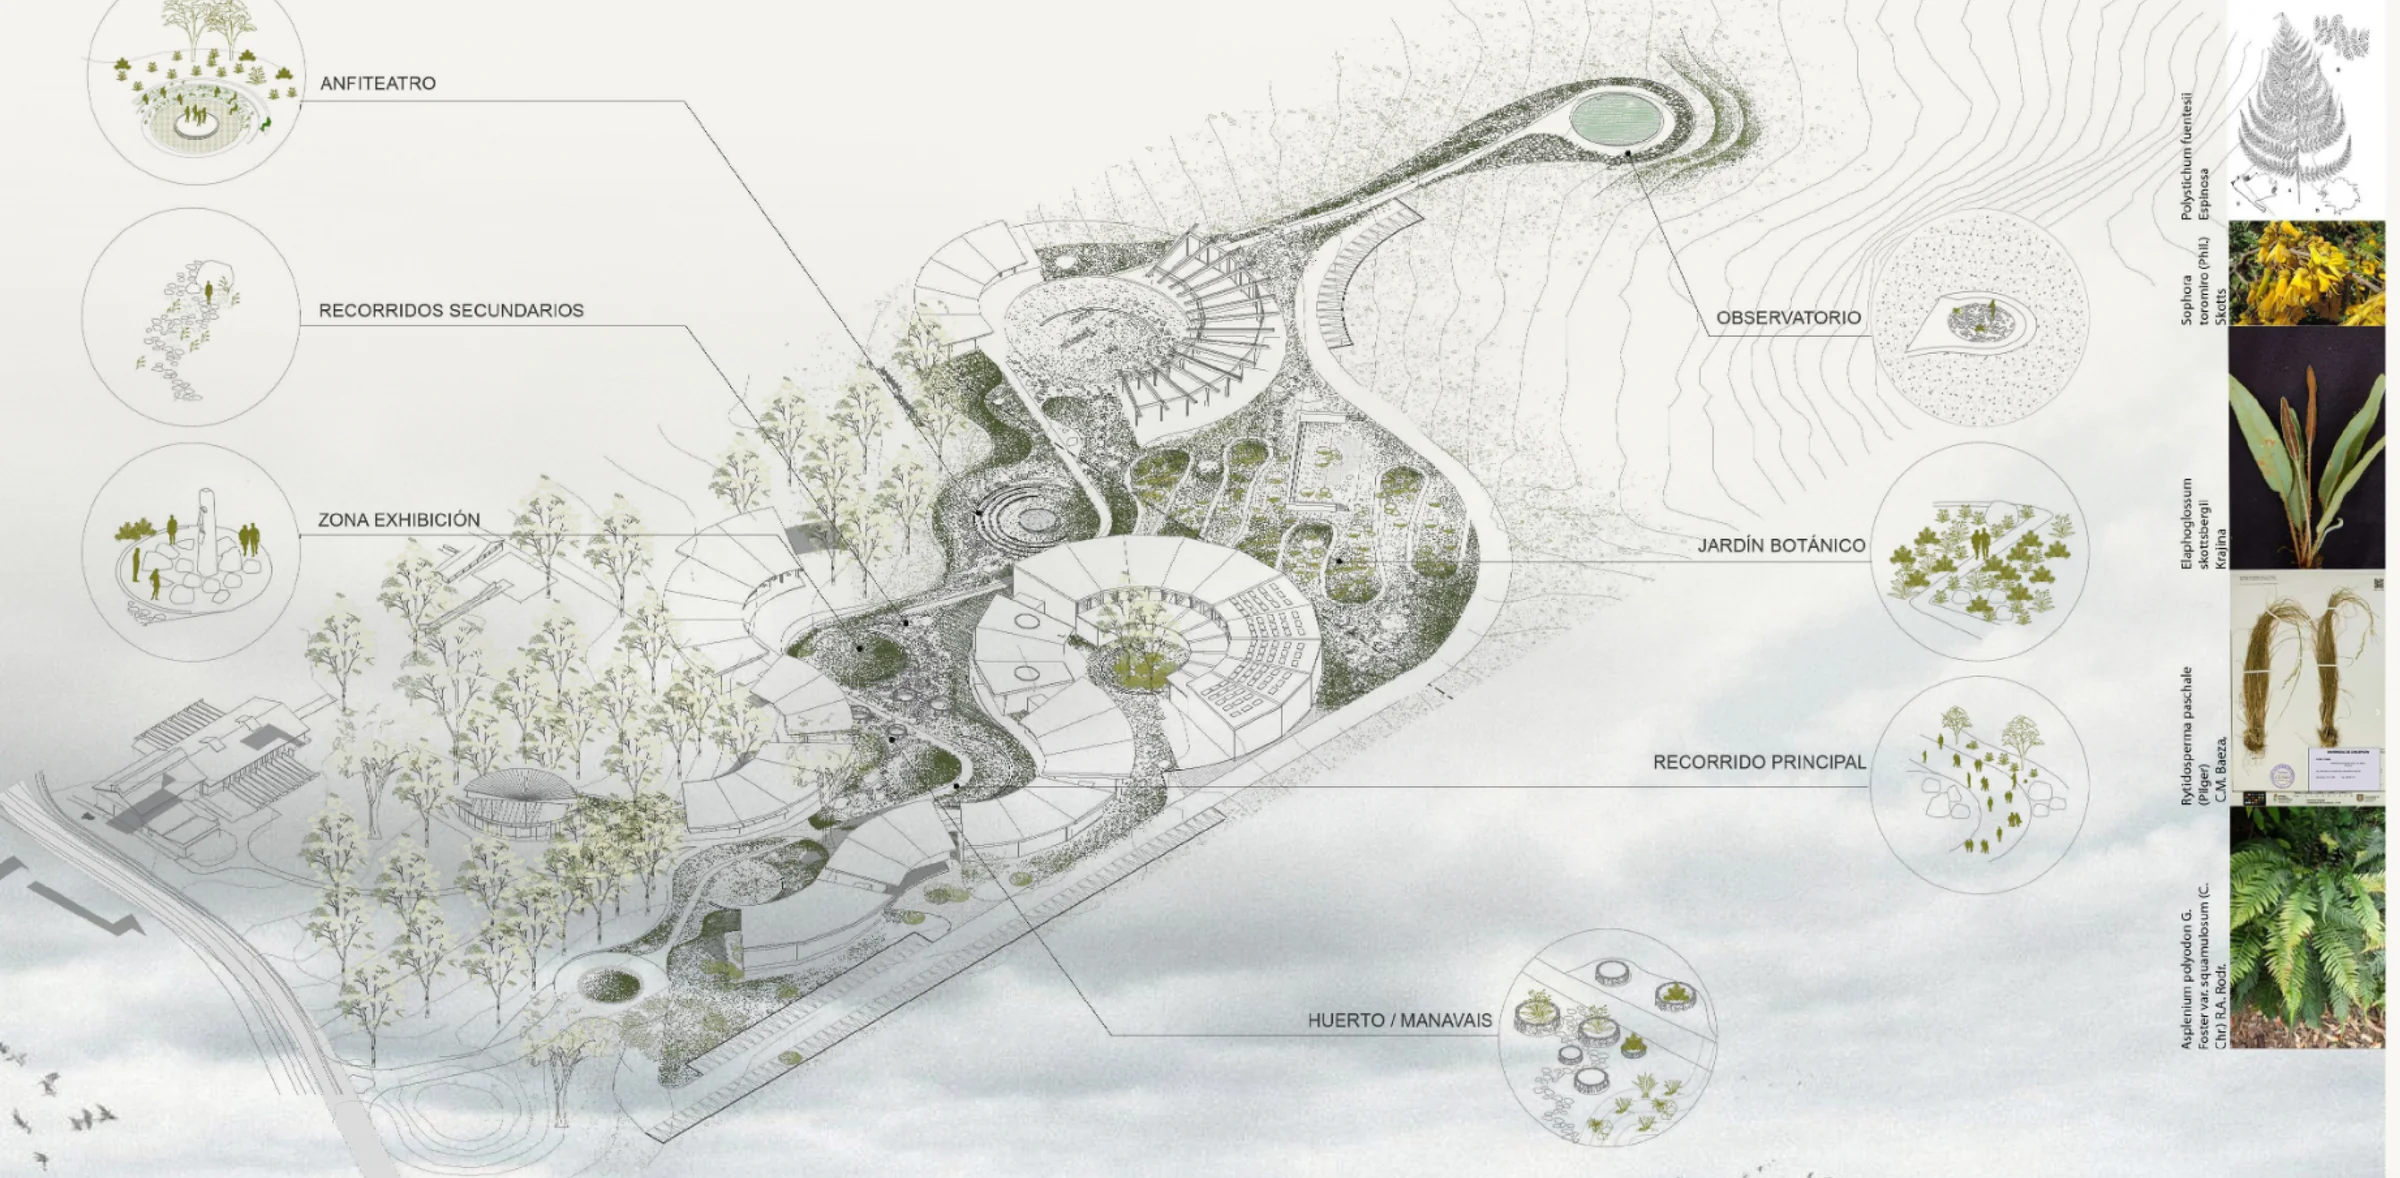 ANFITEATRO
RECORRIDOS SECUNDARIOS
ZONA EXHIBICIÓN
OBSERVATORIO
JARDÍN BOTÁNICO
RECORRIDO PRINCIPAL
HUERTO / MANAVAIS
Polystichum fuentesii
Espinosa
Sophora
toromiro (Phil.)
Skotts
Elaphoglossum
skottsbergii
Krajina
Rytidosperma paschale
(Pilger)
C.M. Baeza,
Asplenium polyodon G.
Foster var. squamulosum (C.
Chr.) R.A. Rodr.